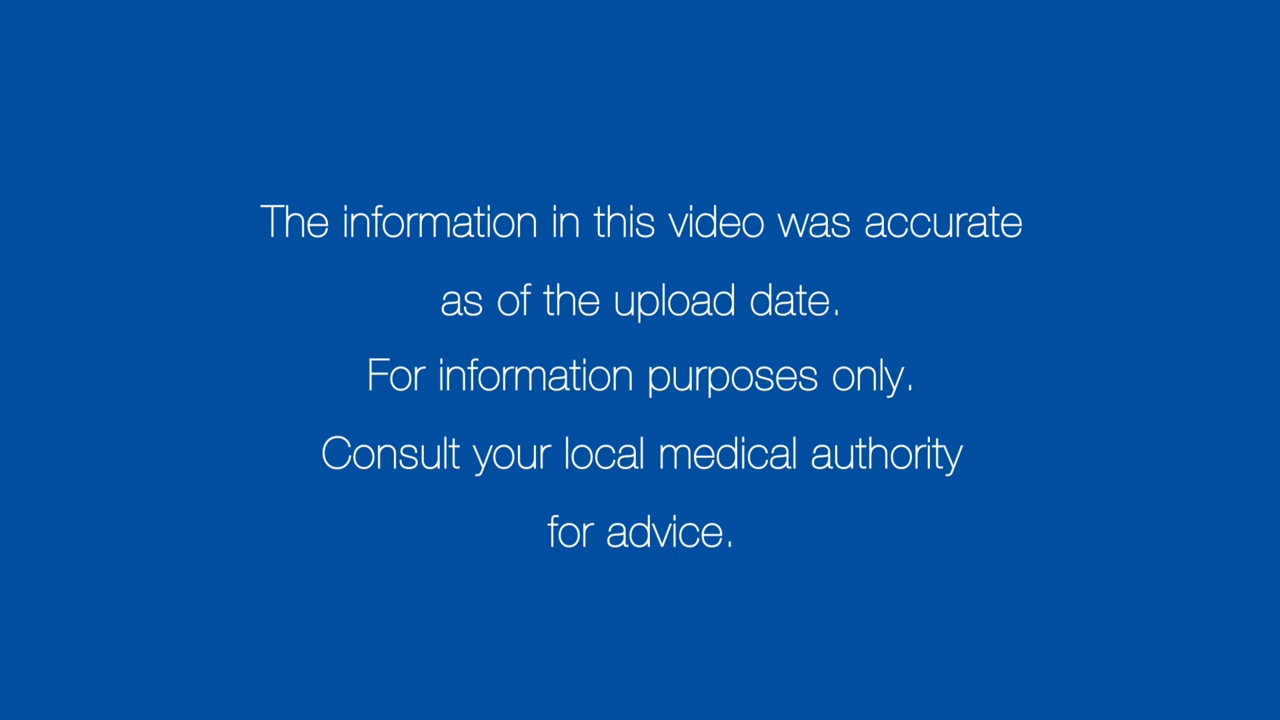 The information in this video was accurate
as of the upload date.
For information purposes only.
Consult your local medical authority
for advice.